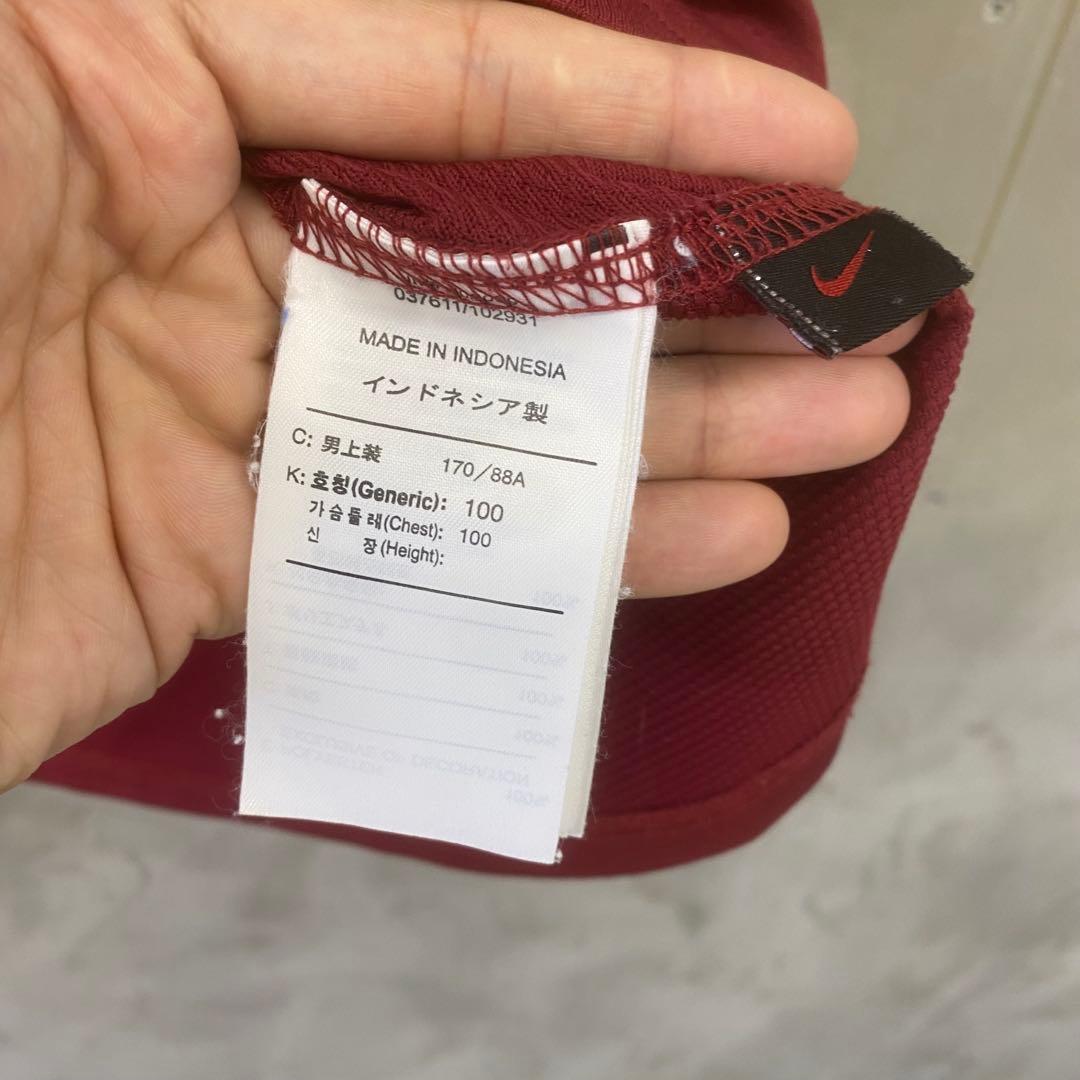 037611/102931
MADE IN INDONESIA
インドネシア製
C: 男上装 170/88A
K: 호칭(Generic): 100
가슴둘레(Chest): 100
신 장(Height):